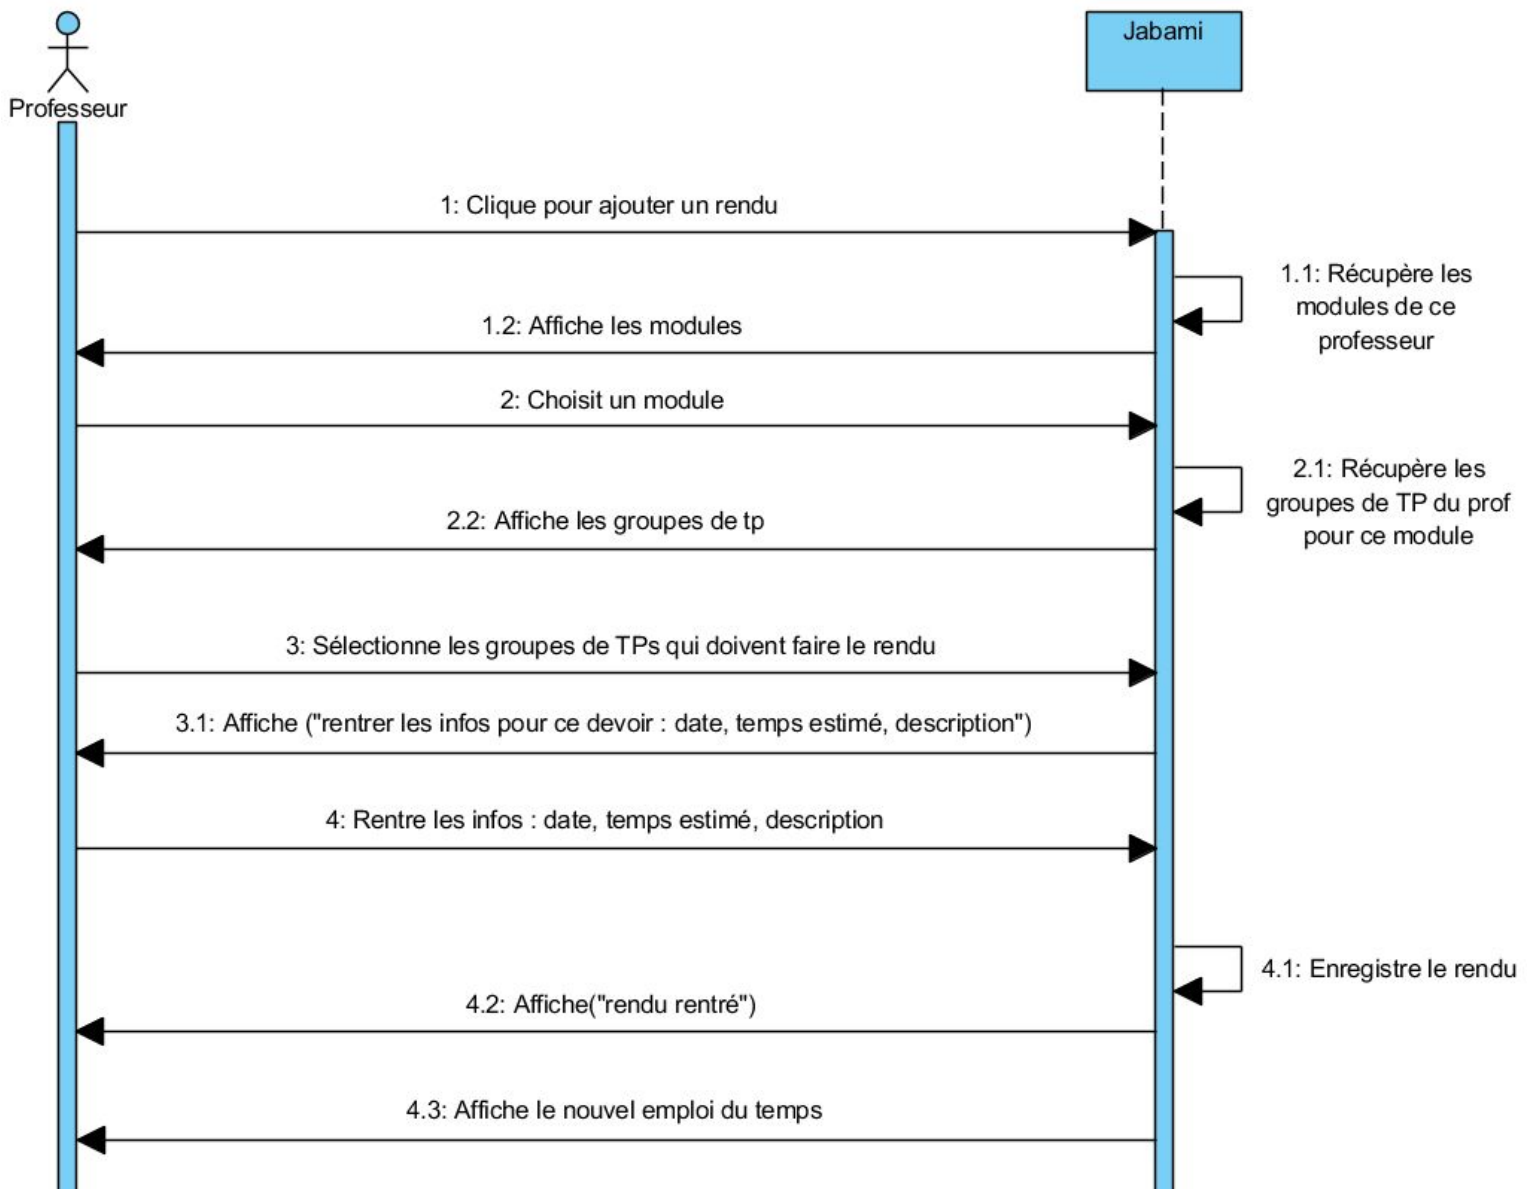 Jabami
Professeur
1: Clique pour ajouter un rendu
1.1: Récupère les
modules de ce
professeur
1.2: Affiche les modules
2: Choisit un module
2.1: Récupère les
groupes de TP du prof
pour ce module
2.2: Affiche les groupes de tp
3: Sélectionne les groupes de TPs qui doivent faire le rendu
3.1: Affiche ("rentrer les infos pour ce devoir : date, temps estimé, description")
4: Rentre les infos : date, temps estimé, description
4.1: Enregistre le rendu
4.2: Affiche("rendu rentré")
4.3: Affiche le nouvel emploi du temps